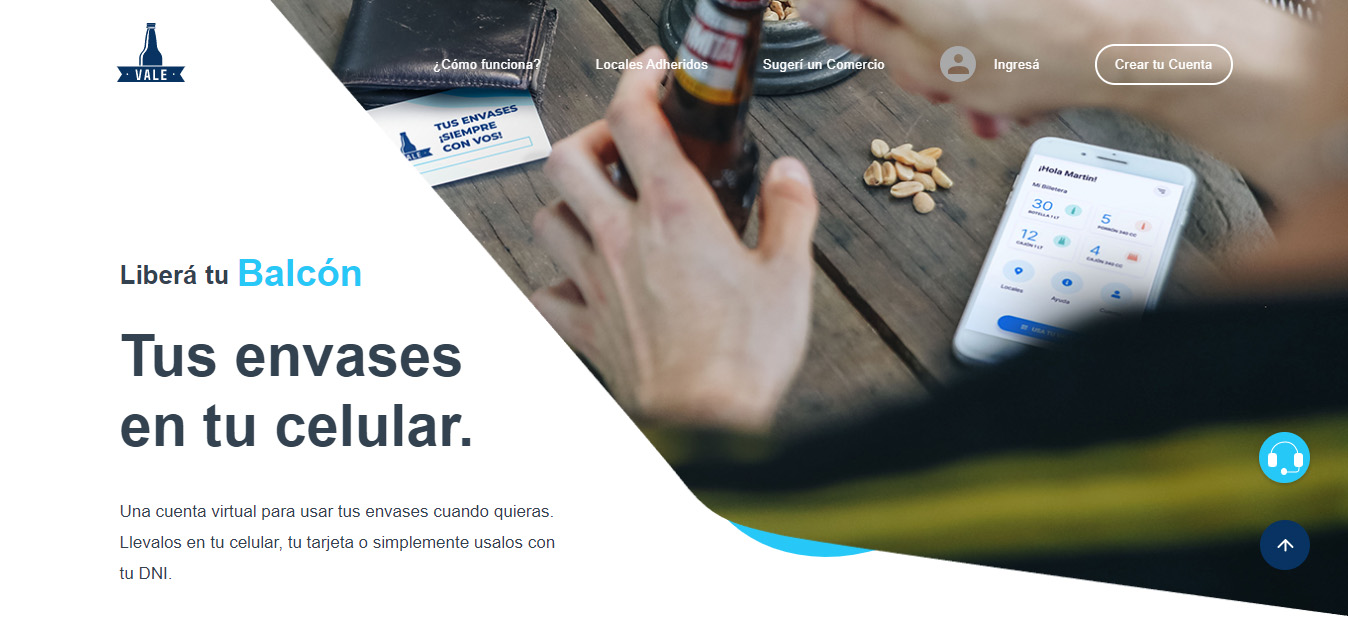 · VALE ·
¿Cómo funciona?
Locales Adheridos
Sugerí un Comercio
Ingresá
Crear tu Cuenta
TUS ENVASES
¡SIEMPRE
CON VOS!
¡Hola Martín!
Mi Billetera
30
BOTELLA 1 LT
5
PORRÓN 340 CC
12
CAJÓN 1 LT
4
CAJÓN 340 CC
Locales
Ayuda
USA TU
Liberá tu Balcón
Tus envases
en tu celular.
Una cuenta virtual para usar tus envases cuando quieras.
Llevalos en tu celular, tu tarjeta o simplemente usalos con
tu DNI.